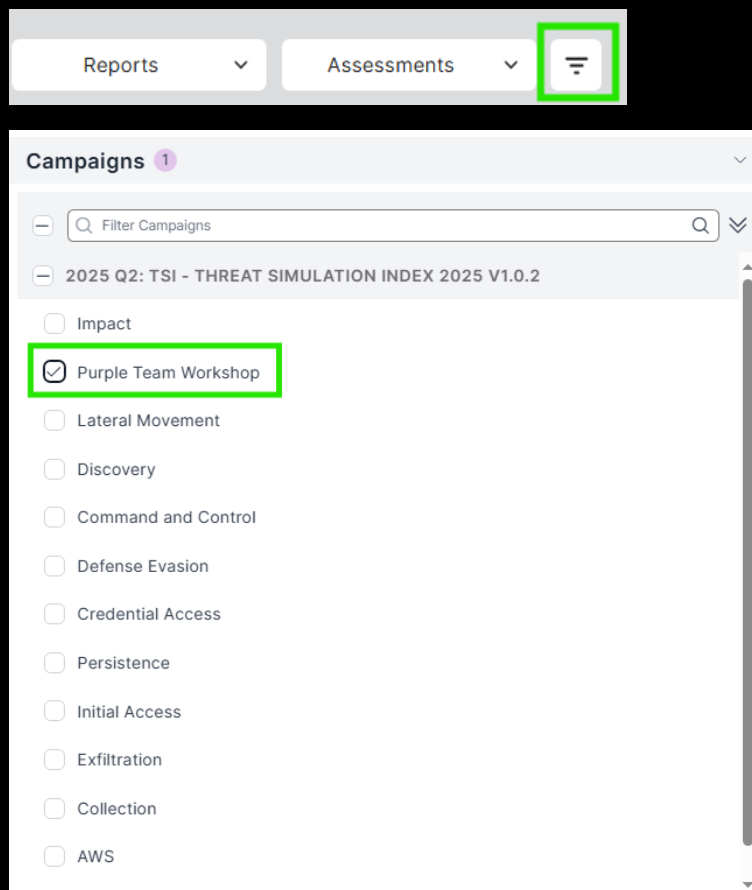 Reports Assessments
Campaigns 1
Filter Campaigns
2025 Q2: TSI - THREAT SIMULATION INDEX 2025 V1.0.2
Impact
Purple Team Workshop
Lateral Movement
Discovery
Command and Control
Defense Evasion
Credential Access
Persistence
Initial Access
Exfiltration
Collection
AWS